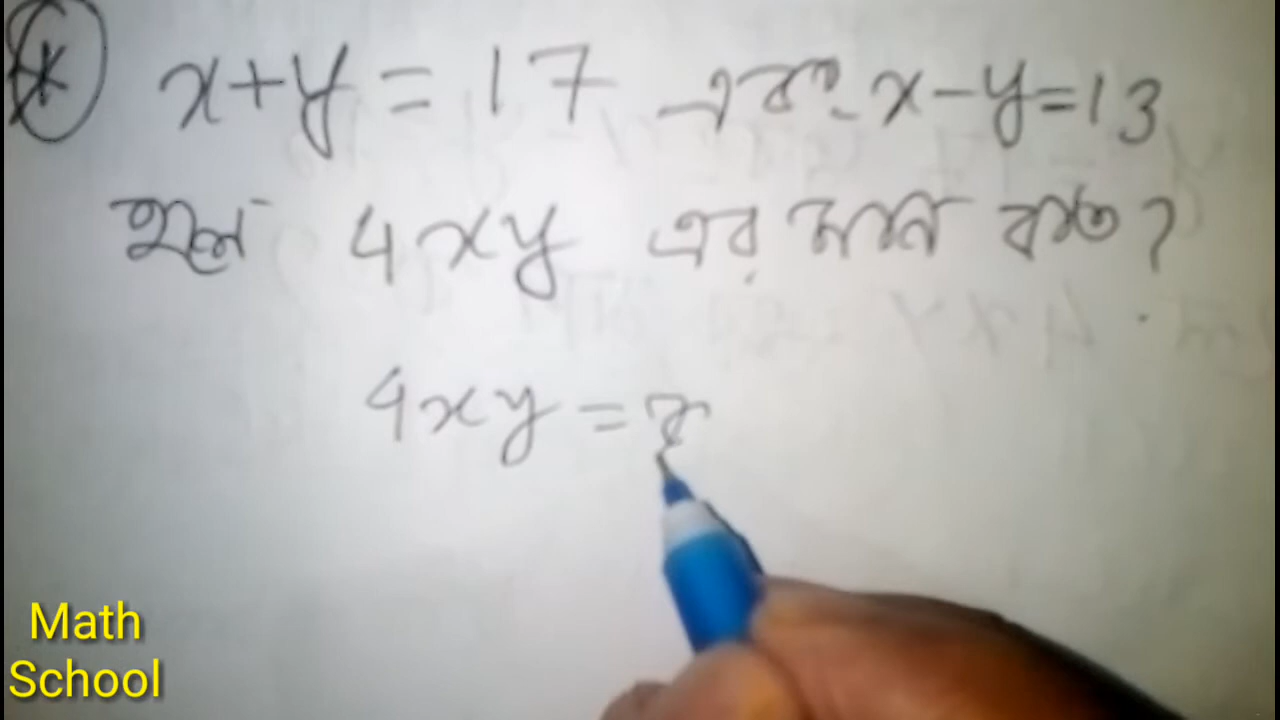 x+y=17 এবং x-y=13
হলে 4xy এর মান কত?
4xy =
Math
School